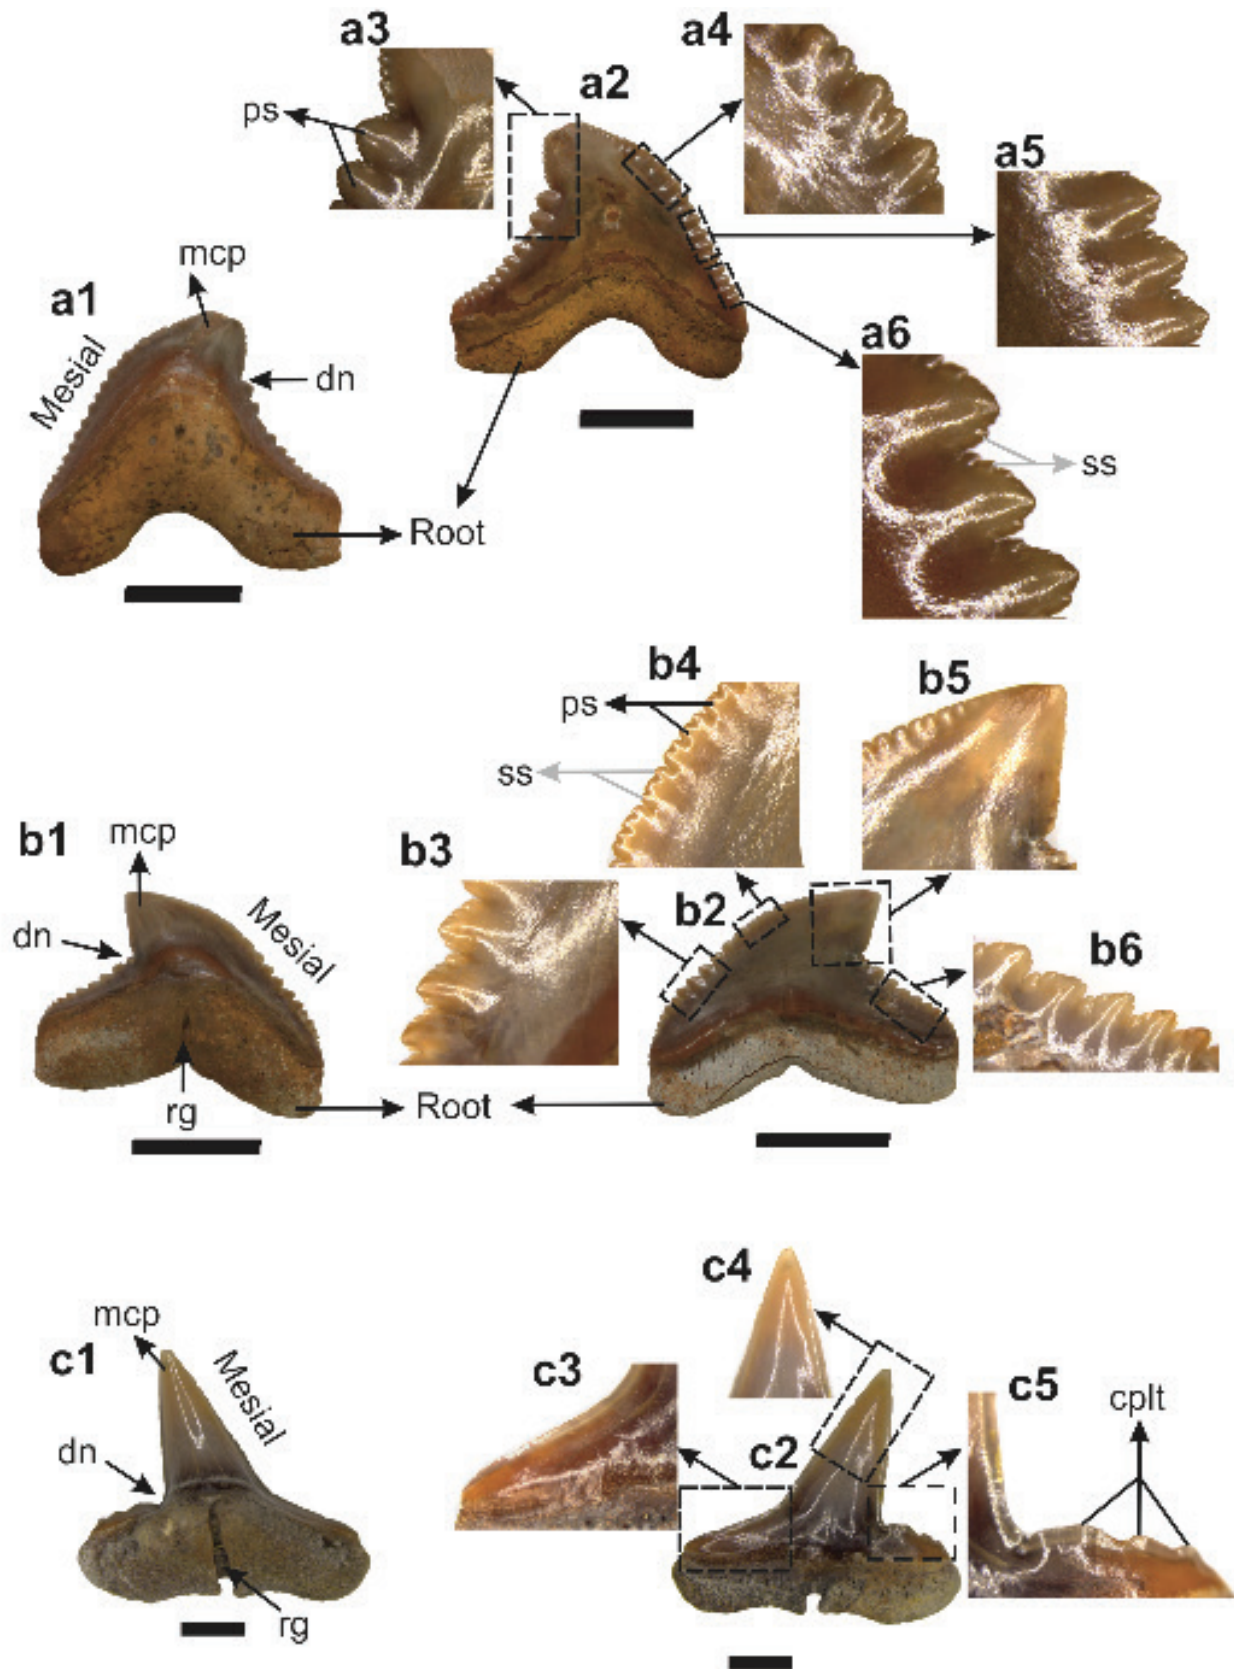 a3
a4
a2
ps
a5
mcp
a1
Mesial
dn
a6
ss
Root
b4
b5
ps
ss
mcp
b1
b3
Mesial
b2
dn
b6
rg
Root
c4
mcp
c1
Mesial
c3
c5
cplt
dn
c2
rg